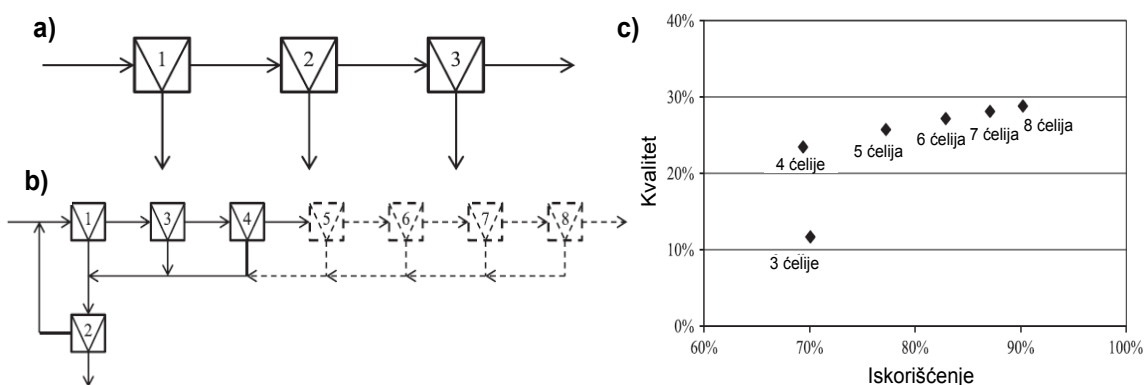 a)
1
2
3
b)
1
3
4
5
6
7
8
2
c)
Kvalitet
40%
30%
20%
10%
0%
4 ćelije
5 ćelija
6 ćelija
7 ćelija
8 ćelija
3 ćelije
60%
70%
80%
90%
100%
Iskorišćenje